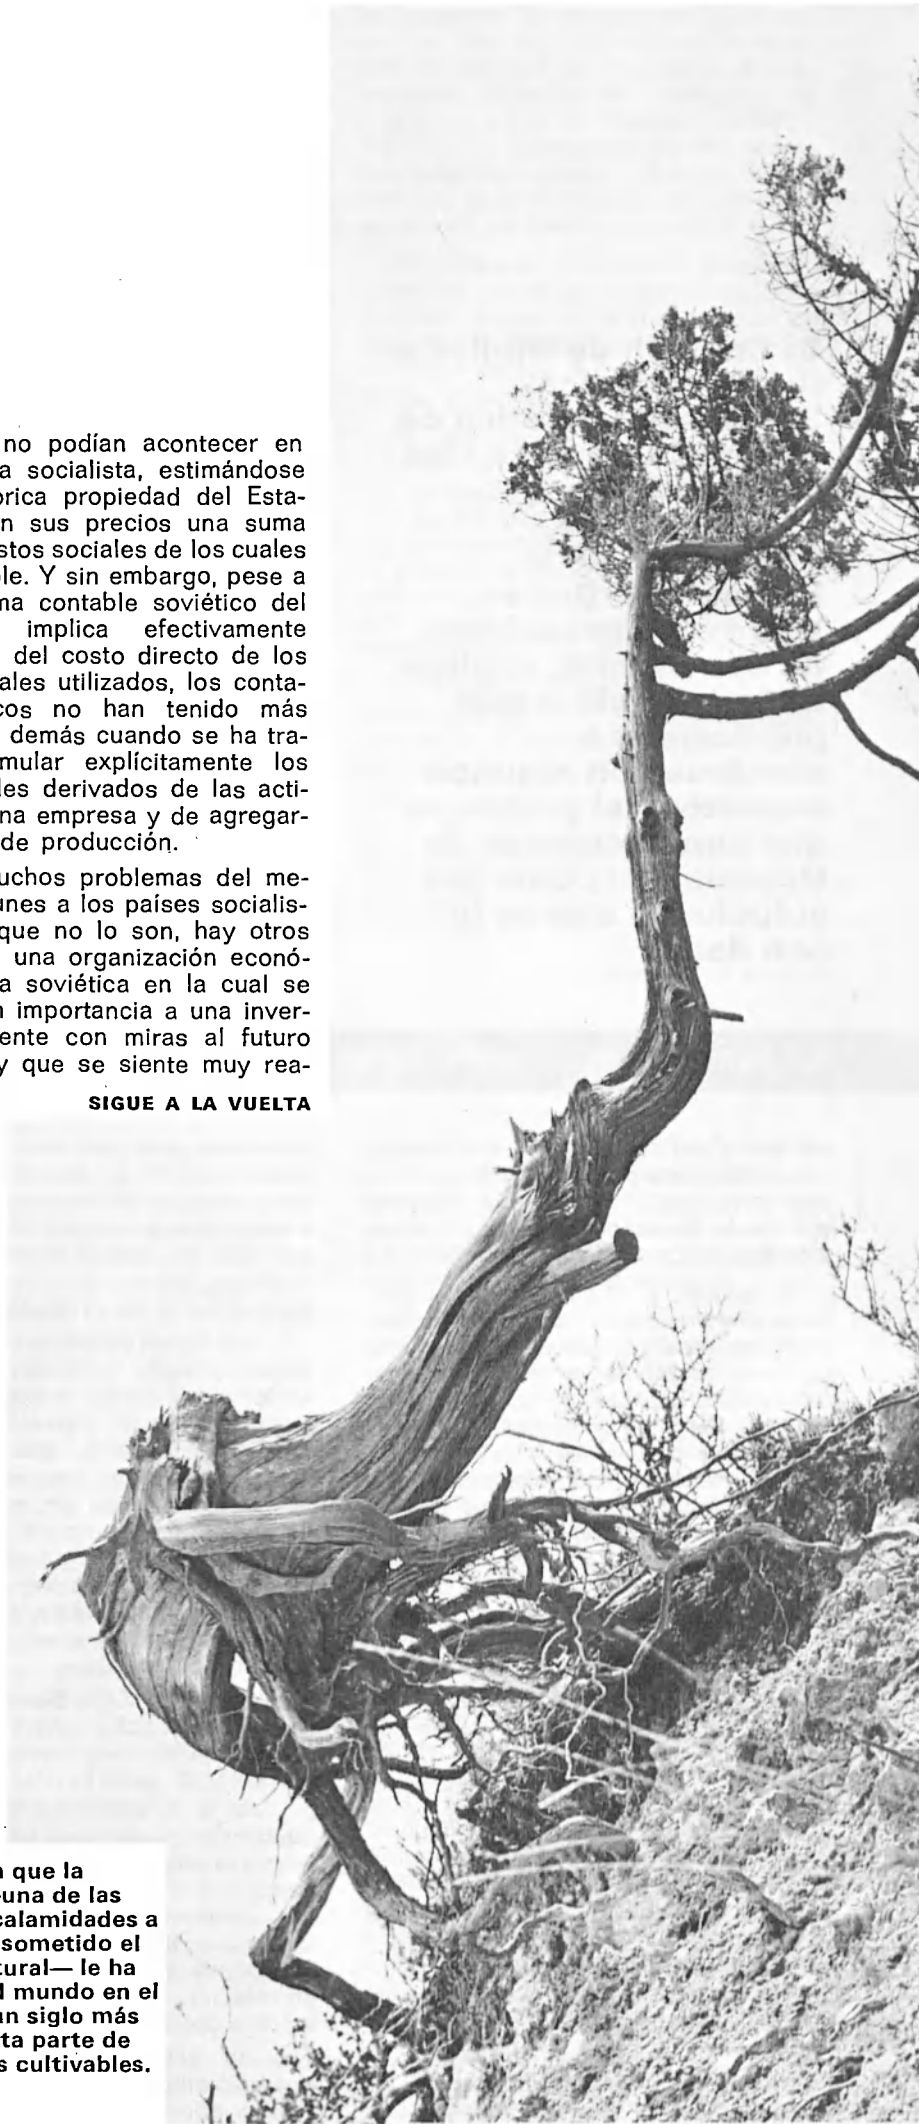 no podían acontecer en
a socialista, estimándose
brica propiedad del Esta-
n sus precios una suma
stos sociales de los cuales
le. Y sin embargo, pese a
ma contable soviético del
implica efectivamente
del costo directo de los
ales utilizados, los conta-
cos no han tenido más
demás cuando se ha tra-
mular explícitamente los
les derivados de las acti-
na empresa y de agregar-
de producción.
uchos problemas del me-
unes a los países socialis-
que no lo son, hay otros
una organización econó-
a soviética en la cual se
n importancia a una inver-
ente con miras al futuro
y que se siente muy rea-
SIGUE A LA VUELTA
n que la
una de las
calamidades a
sometido el
tural— le ha
l mundo en el
un siglo más
ta parte de
s cultivables.